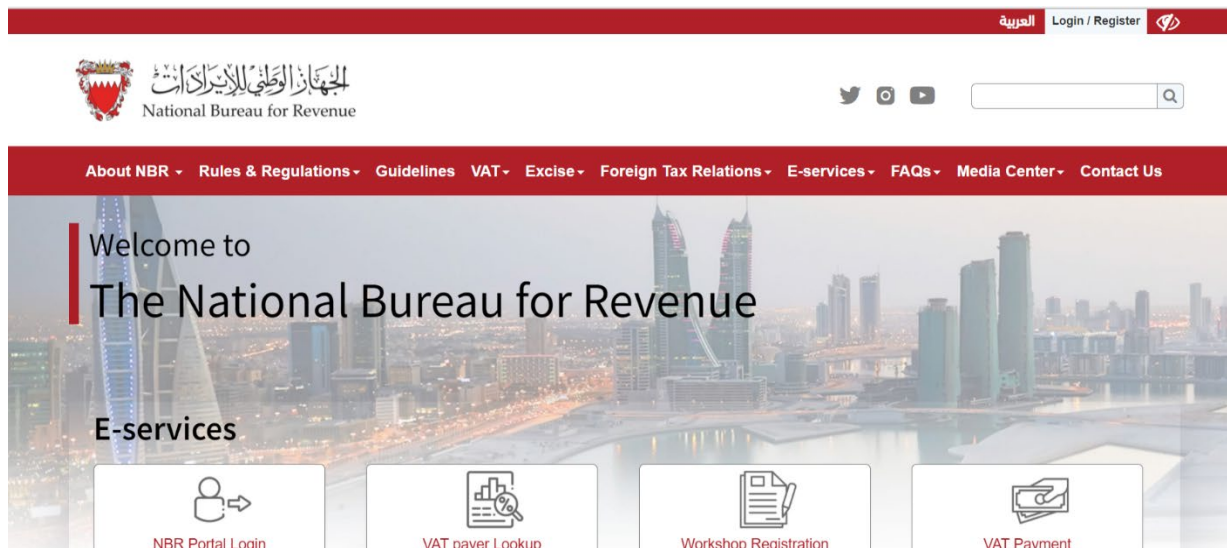 العربية
Login / Register
الجهاز الوطني للإيرادات
National Bureau for Revenue
About NBR Rules & Regulations Guidelines VAT Excise Foreign Tax Relations E-services FAQs Media Center Contact Us
Welcome to
The National Bureau for Revenue
E-services
NBR Portal Login
VAT payer Lookup
Workshop Registration
VAT Payment